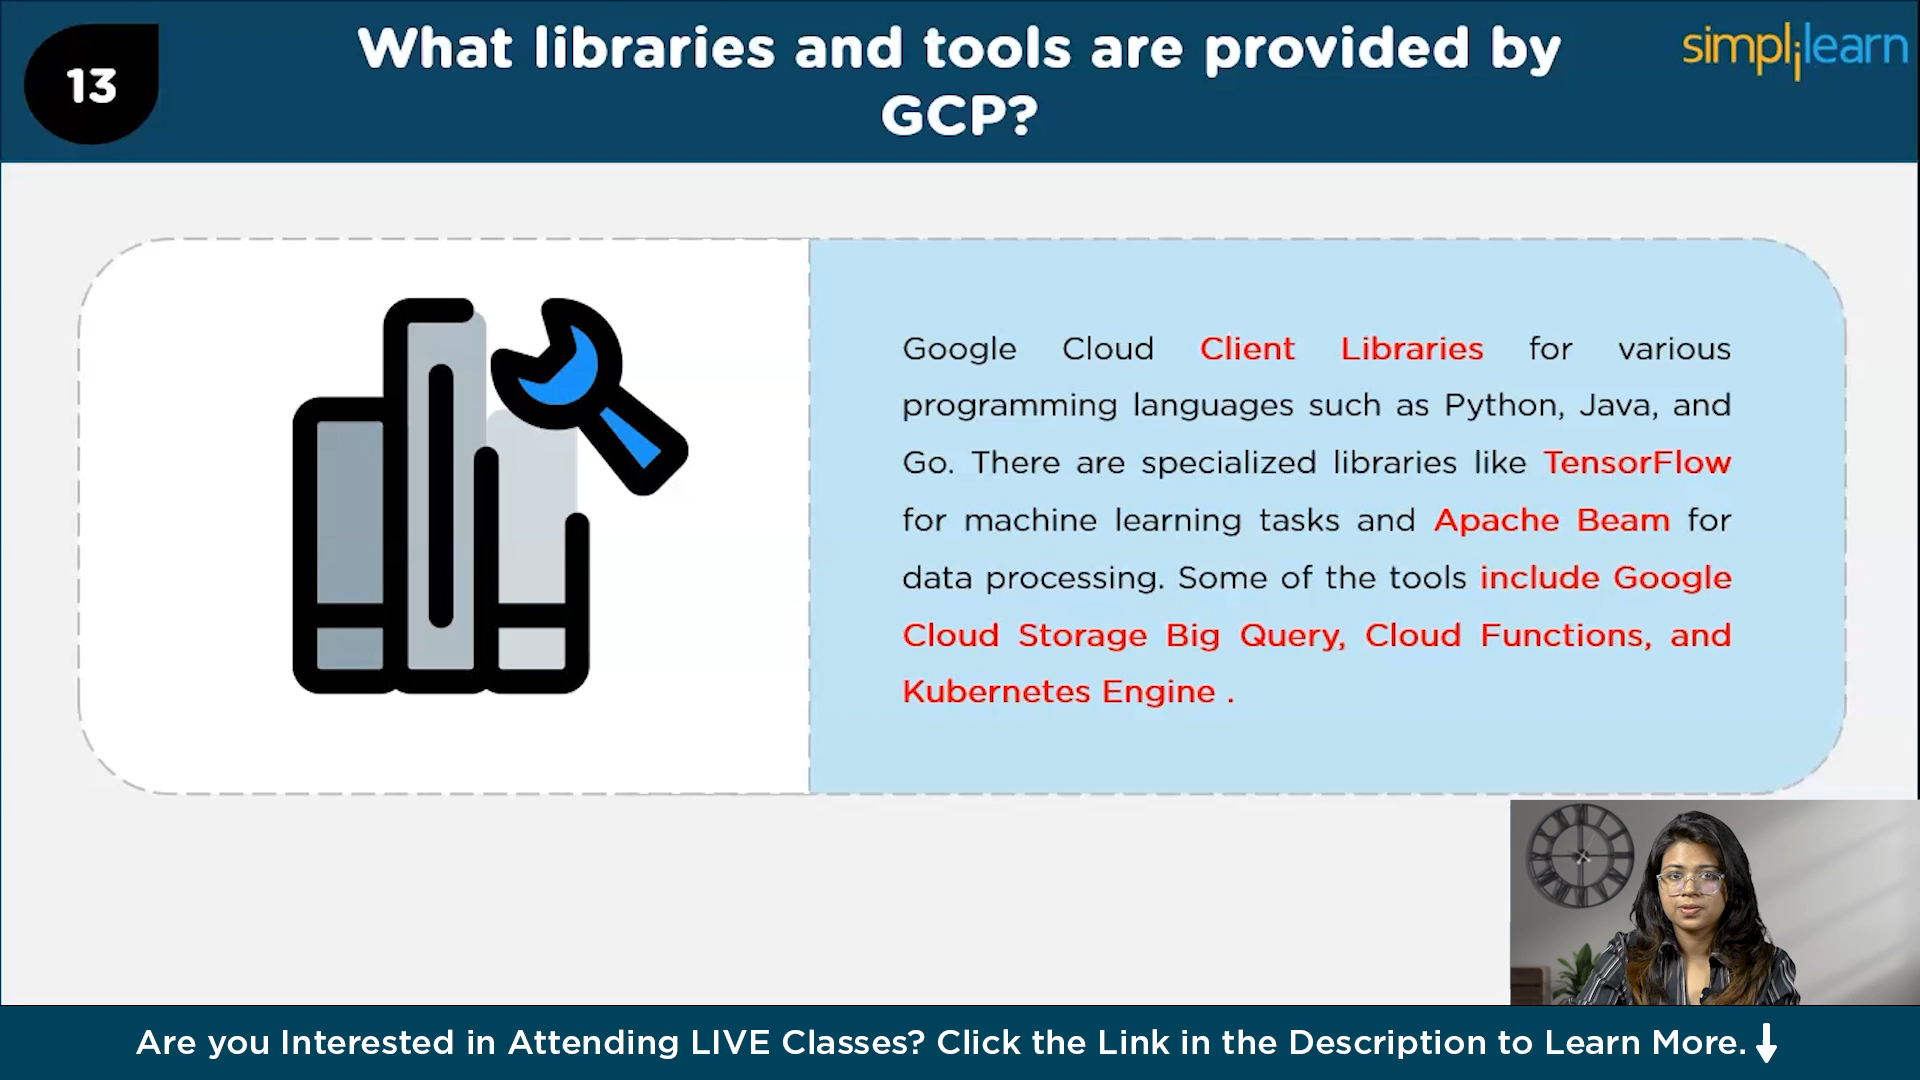 13
What libraries and tools are provided by
GCP?
simplilearn
Google Cloud Client Libraries for various
programming languages such as Python, Java, and
Go. There are specialized libraries like TensorFlow
for machine learning tasks and Apache Beam for
data processing. Some of the tools include Google
Cloud Storage Big Query, Cloud Functions, and
Kubernetes Engine .
Are you Interested in Attending LIVE Classes? Click the Link in the Description to Learn More.